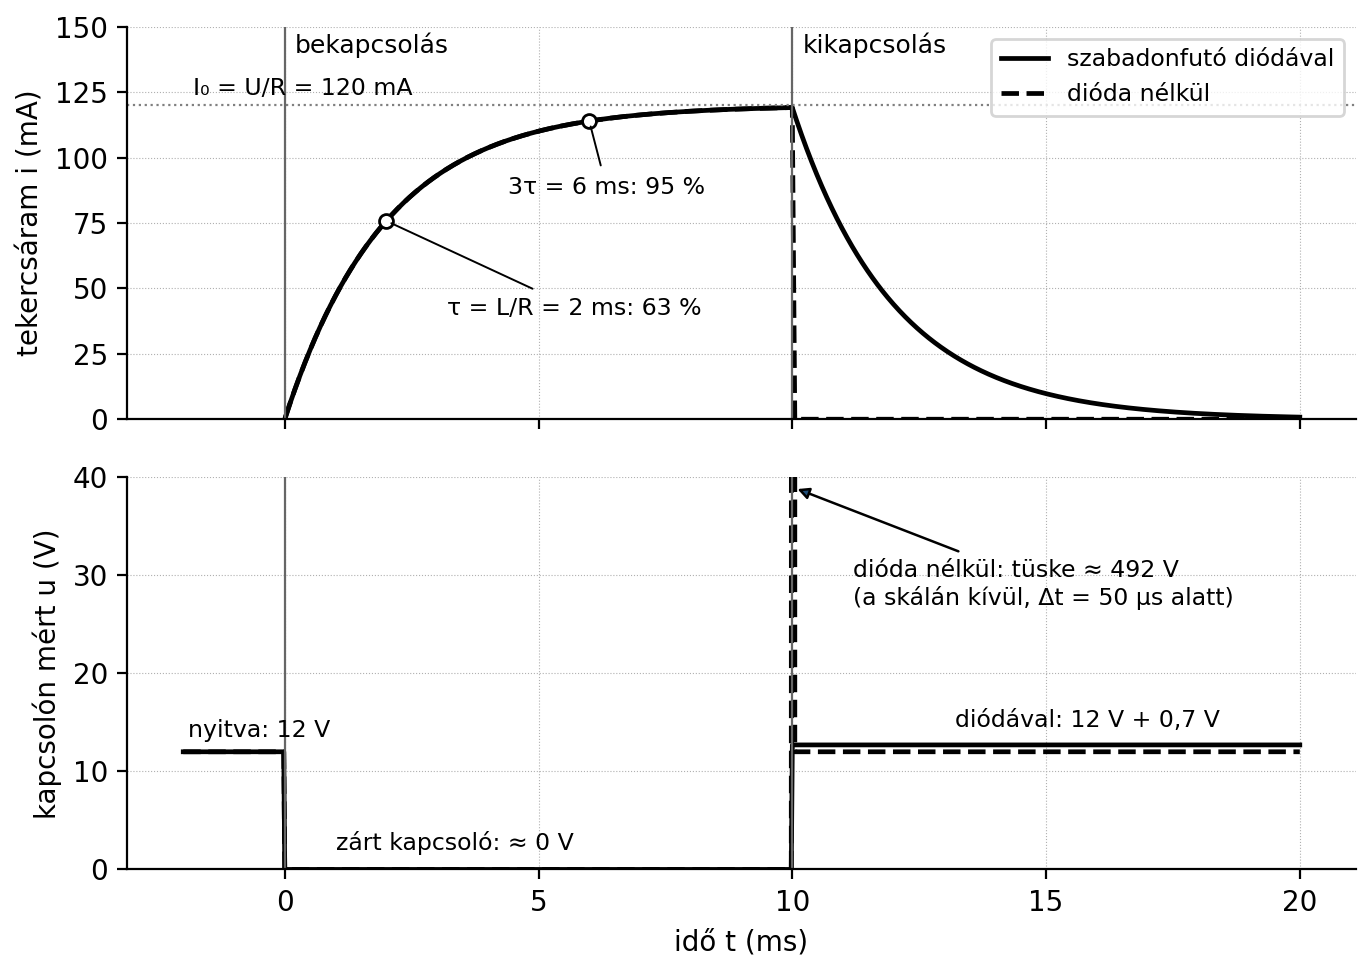 150
125
100
75
50
25
0
tekercsáram i (mA)
bekapcsolás
kikapcsolás
I₀ = U/R = 120 mA
szabadonfutó diódával
dióda nélkül
3τ = 6 ms: 95 %
τ = L/R = 2 ms: 63 %
40
30
20
10
0
kapcsolón mért u (V)
dióda nélkül: tüske ≈ 492 V
(a skálán kívül, Δt = 50 µs alatt)
nyitva: 12 V
diódával: 12 V + 0,7 V
zárt kapcsoló: ≈ 0 V
0
5
10
15
20
idő t (ms)